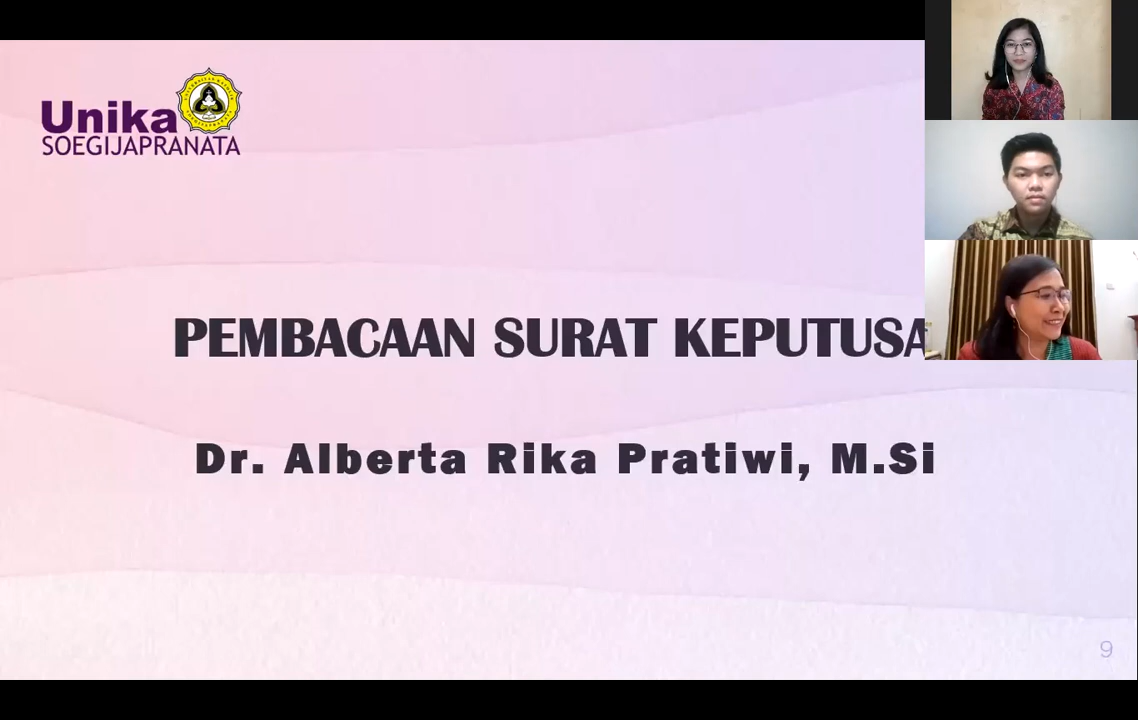 Unika
SOEGIJAPRANATA
PEMBACAAN SURAT KEPUTUSA
Dr. Alberta Rika Pratiwi, M.Si
9